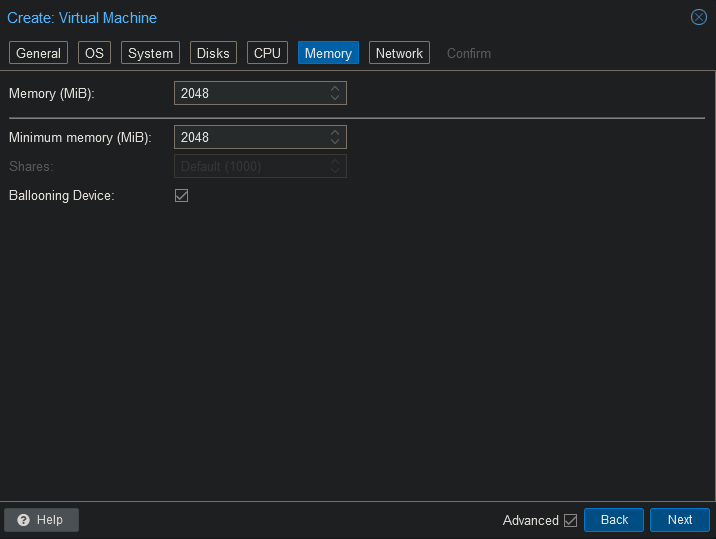 Create: Virtual Machine
General OS System Disks CPU Memory Network Confirm
Memory (MiB): 2048
Minimum memory (MiB): 2048
Shares: Default (1000)
Ballooning Device:
Help Advanced Back Next